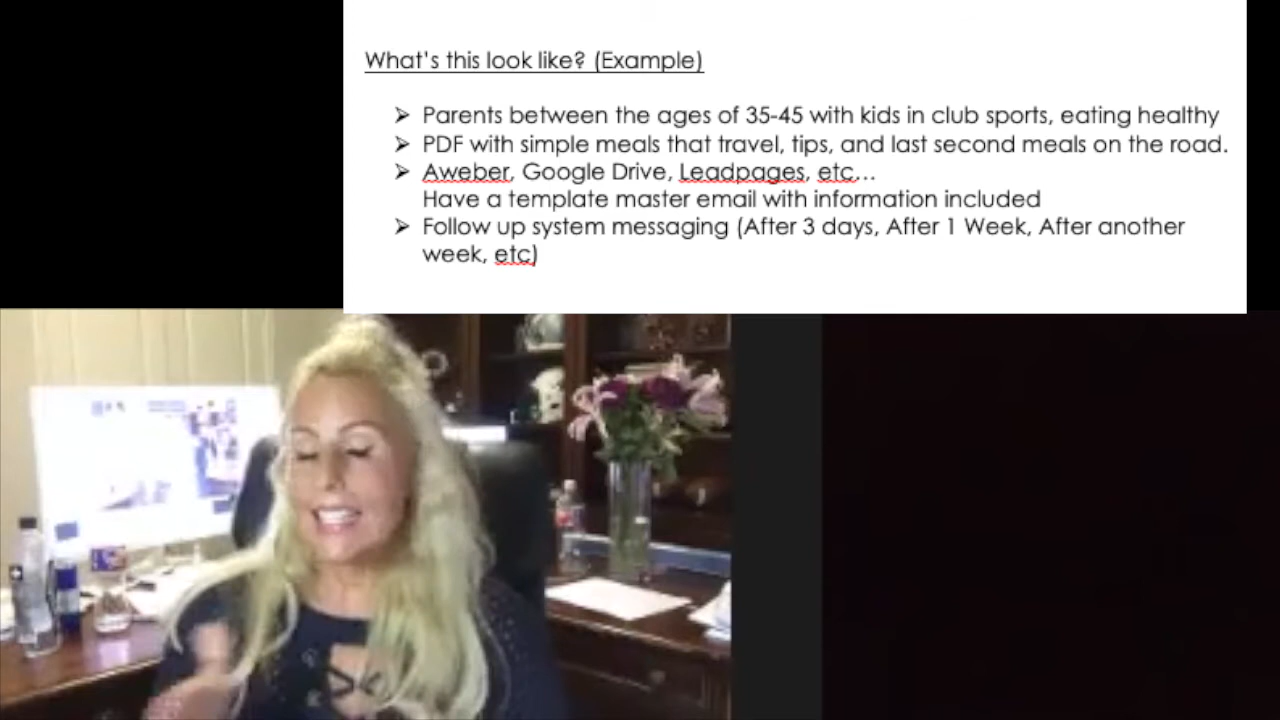 What's this look like? (Example)
➢ Parents between the ages of 35-45 with kids in club sports, eating healthy
➢ PDF with simple meals that travel, tips, and last second meals on the road.
➢ Aweber, Google Drive, Leadpages, etc…
Have a template master email with information included
➢ Follow up system messaging (After 3 days, After 1 Week, After another
week, etc)